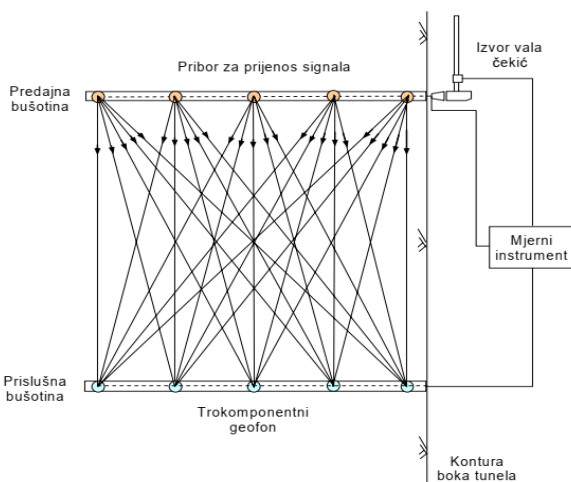 Pribor za prijenos signala
Izvor vala
čekić
Predajna
bušotina
Mjerni
instrument
Prislušna
bušotina
Trokomponentni
geofon
Kontura
boka tunela